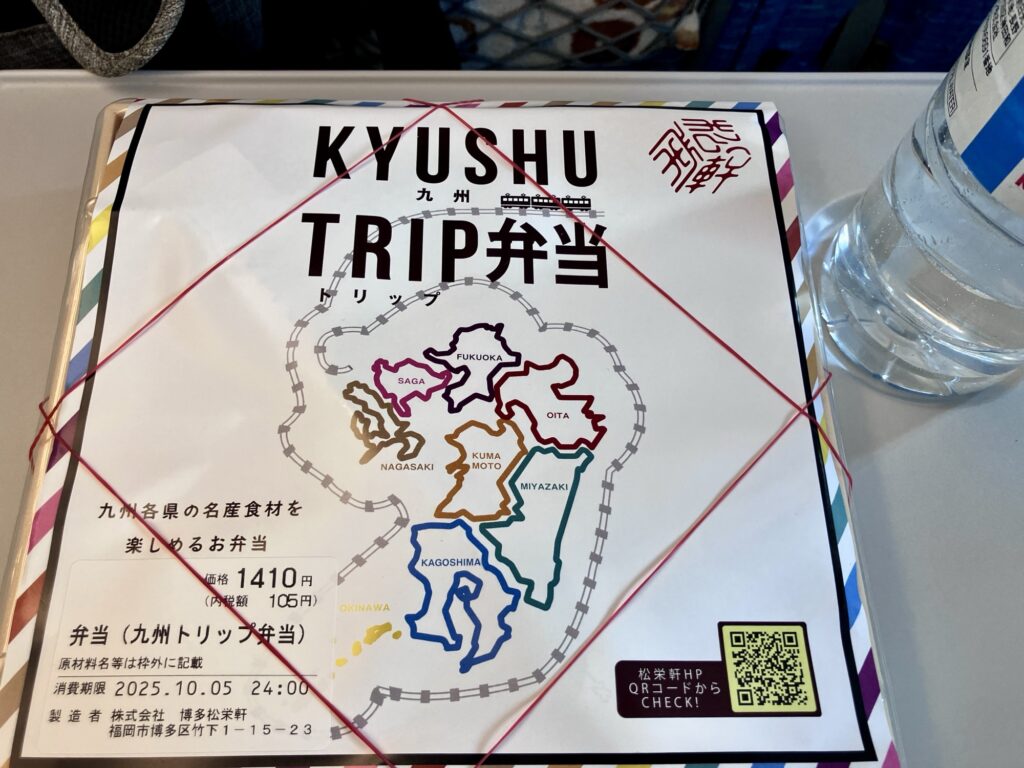 KYUSHU
九州
TRIP弁当
トリップ
松栄軒
FUKUOKA
SAGA
OITA
NAGASAKI
KUMA
MOTO
MIYAZAKI
KAGOSHIMA
OKINAWA
九州各県の名産食材を
楽しめるお弁当
価格 1410円
(内税額 105円)
弁当(九州トリップ弁当)
原材料名等は枠外に記載
消費期限 2025.10.05 24:00
製造者 株式会社 博多松栄軒
福岡市博多区竹下1-15-23
松栄軒HP
QRコードから
CHECK!